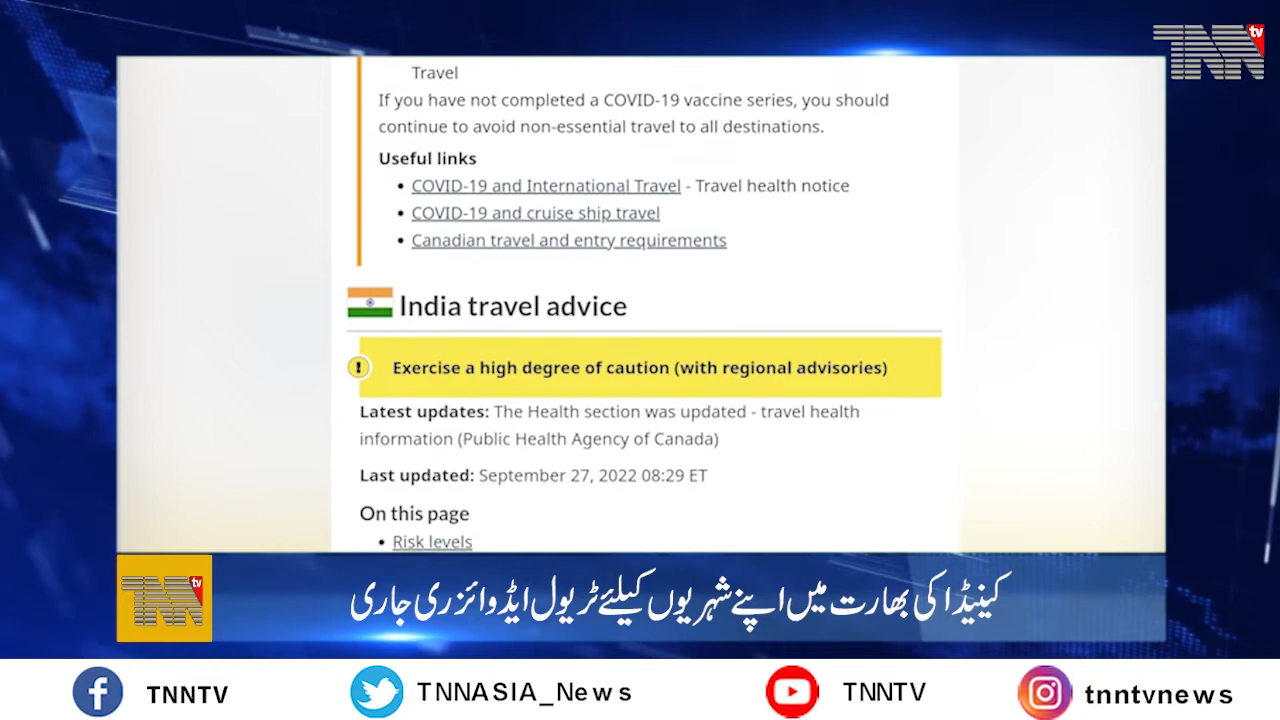 TNN tv
Travel
If you have not completed a COVID-19 vaccine series, you should
continue to avoid non-essential travel to all destinations.
Useful links
• COVID-19 and International Travel - Travel health notice
• COVID-19 and cruise ship travel
• Canadian travel and entry requirements
India travel advice
! Exercise a high degree of caution (with regional advisories)
Latest updates: The Health section was updated - travel health
information (Public Health Agency of Canada)
Last updated: September 27, 2022 08:29 ET
On this page
• Risk levels
TNN tv
کینیڈا کی بھارت میں اپنے شہریوں کیلئے ٹریول ایڈوائزری جاری
TNNTV
TNNASIA_News
TNNTV
tnntvnews